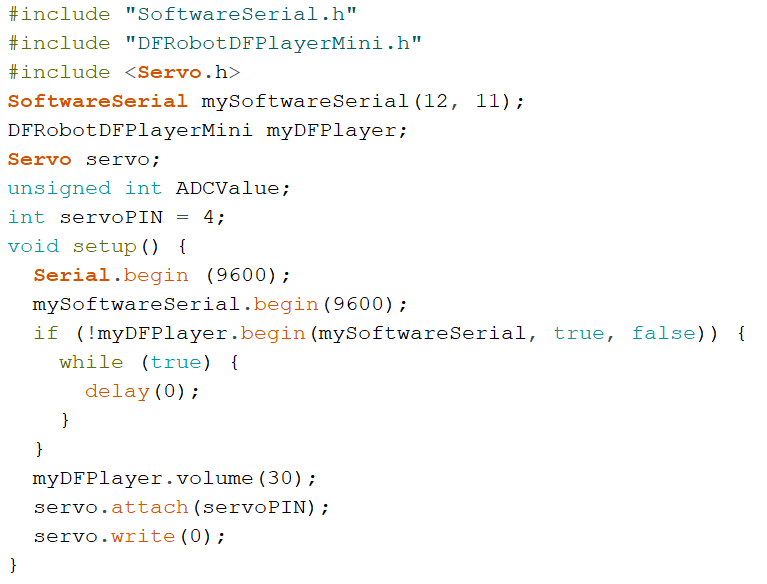 #include "SoftwareSerial.h"
#include "DFRobotDFPlayerMini.h"
#include <Servo.h>
SoftwareSerial mySoftwareSerial(12, 11);
DFRobotDFPlayerMini myDFPlayer;
Servo servo;
unsigned int ADCValue;
int servoPIN = 4;
void setup() {
  Serial.begin (9600);
  mySoftwareSerial.begin(9600);
  if (!myDFPlayer.begin(mySoftwareSerial, true, false)) {
    while (true) {
      delay(0);
    }
  }
  myDFPlayer.volume(30);
  servo.attach(servoPIN);
  servo.write(0);
}